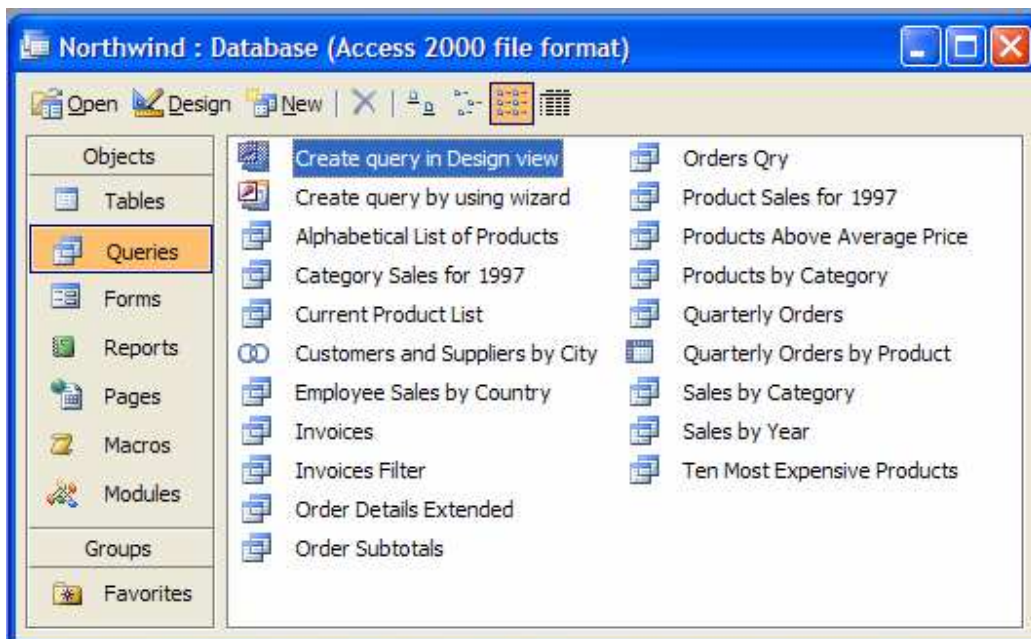 Northwind : Database (Access 2000 file format)
Open Design New
Objects
Tables
Queries
Forms
Reports
Pages
Macros
Modules
Groups
Favorites
Create query in Design view
Create query by using wizard
Alphabetical List of Products
Category Sales for 1997
Current Product List
Customers and Suppliers by City
Employee Sales by Country
Invoices
Invoices Filter
Order Details Extended
Order Subtotals
Orders Qry
Product Sales for 1997
Products Above Average Price
Products by Category
Quarterly Orders
Quarterly Orders by Product
Sales by Category
Sales by Year
Ten Most Expensive Products